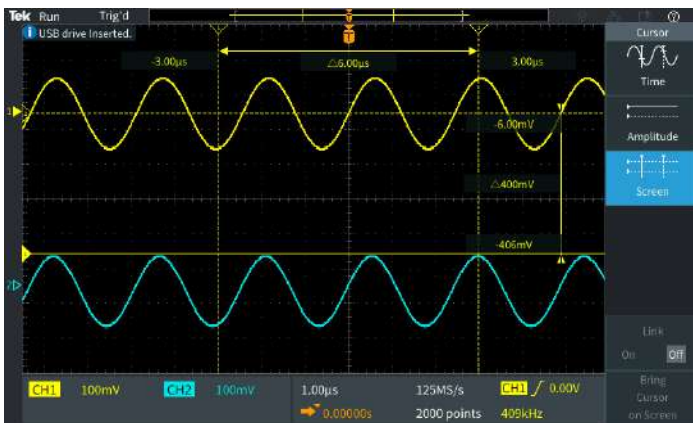 Tek Run Trig'd
USB drive Inserted.
T
-3.00µs
△6.00µs
3.00µs
-6.00mV
△400mV
-406mV
1
2
Cursor
Time
Amplitude
Screen
Link
On Off
Bring
Cursor
on Screen
CH1 100mV
CH2 100mV
1.00µs
0.00000s
125MS/s
2000 points
CH1 0.00V
409kHz